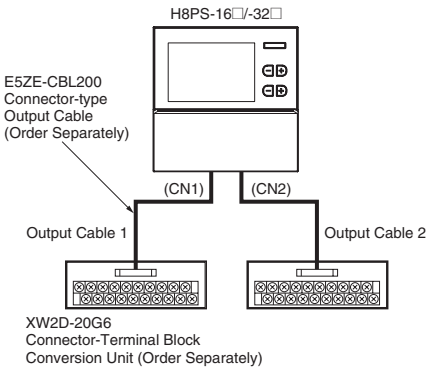 H8PS-16□/-32□
E5ZE-CBL200
Connector-type
Output Cable
(Order Separately)
(CN1)
(CN2)
Output Cable 1
Output Cable 2
XW2D-20G6
Connector-Terminal Block
Conversion Unit (Order Separately)